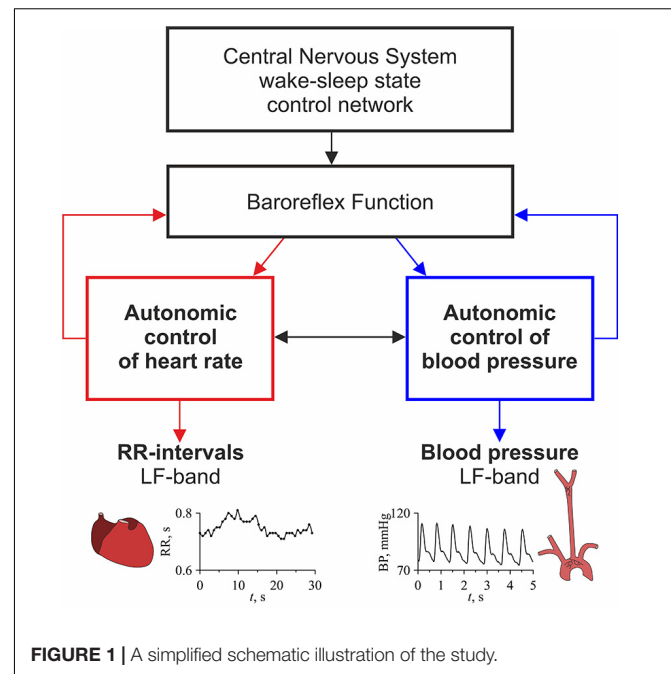 Central Nervous System
wake-sleep state
control network
Baroreflex Function
Autonomic
control
of heart rate
Autonomic
control of
blood pressure
RR-intervals
LF-band
Blood pressure
LF-band
RR, s
0.8
0.6
0 10 20 30
t, s
BP, mmHg
120
70
0 1 2 3 4 5
t, s
FIGURE 1 | A simplified schematic illustration of the study.